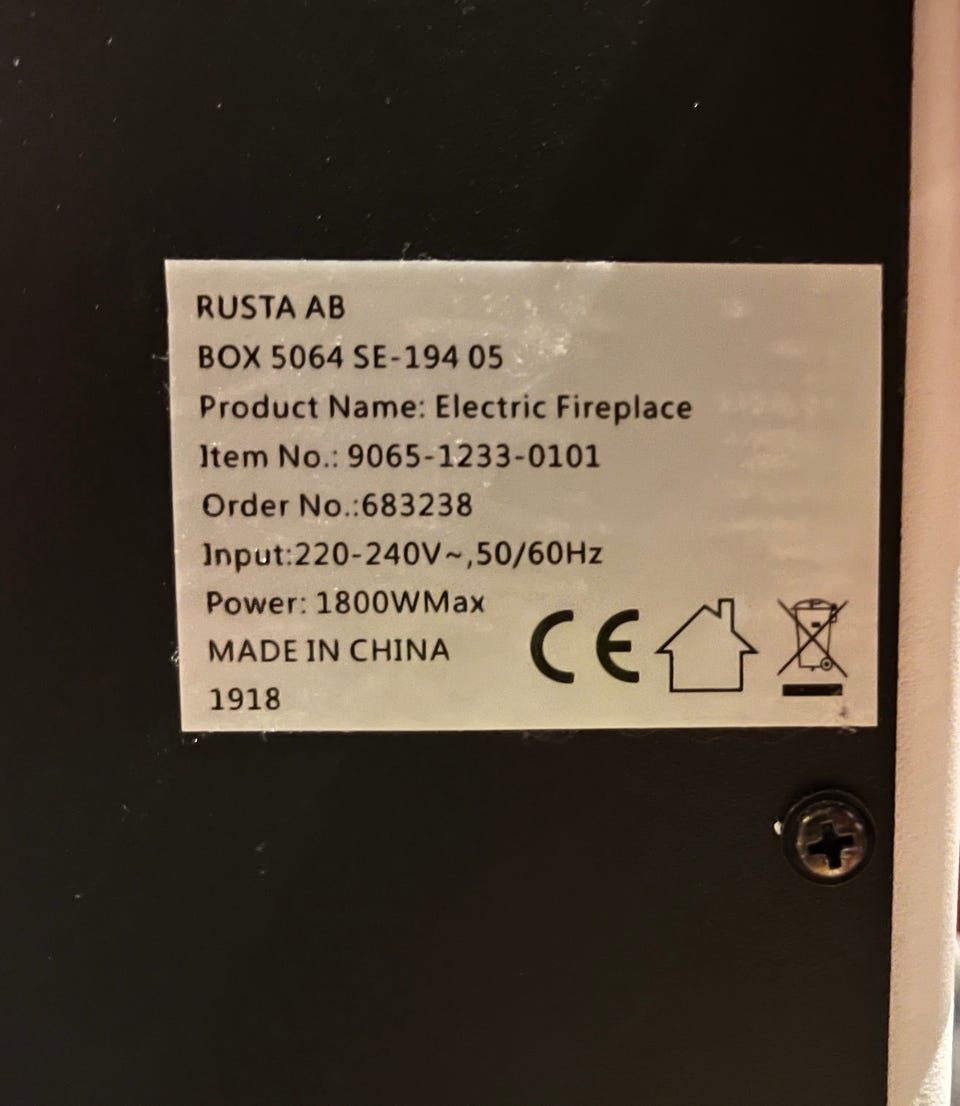 RUSTA AB
BOX 5064 SE-194 05
Product Name: Electric Fireplace
Item No.: 9065-1233-0101
Order No.:683238
Input:220-240V~,50/60Hz
Power: 1800WMax
MADE IN CHINA
1918
CE